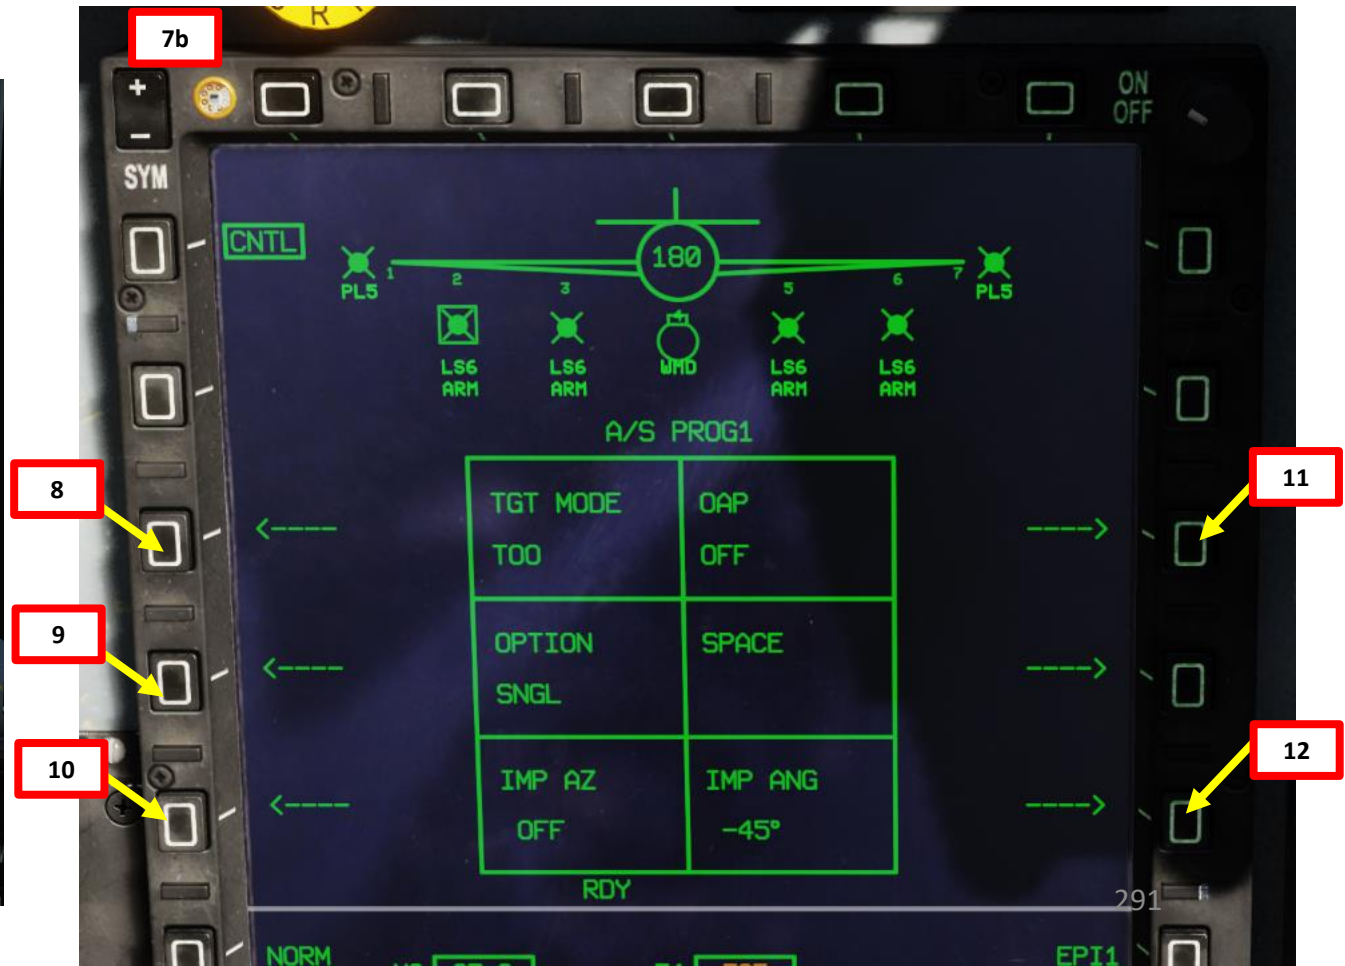 7b
R
+
-
SYM
ON
OFF
CNTL
180
1
2
3
5
6
7
PL5
PL5
LS6
ARM
LS6
ARM
WMD
LS6
ARM
LS6
ARM
A/S PROG1
8
11
TGT MODE
TOO
OAP
OFF
<----
---->
9
OPTION
SNGL
SPACE
<----
---->
10
12
IMP AZ
OFF
IMP ANG
-45°
<----
---->
RDY
291
NORM
EPI1